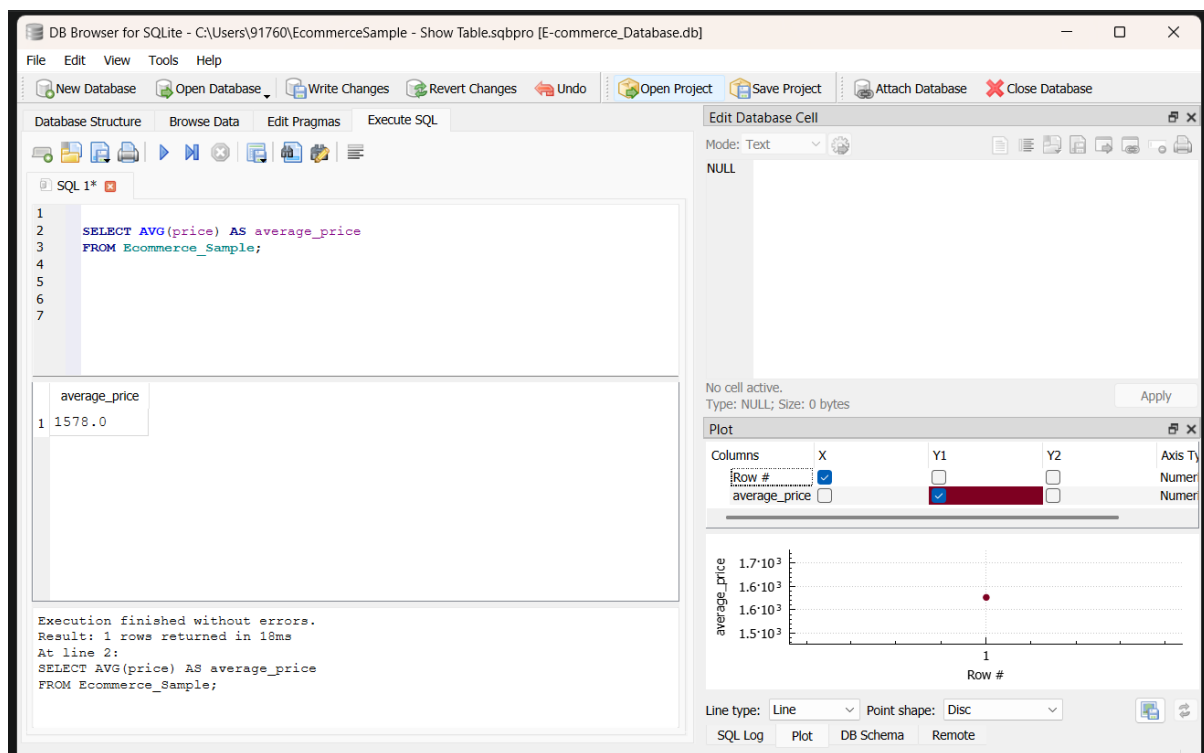 DB Browser for SQLite - C:\Users\91760\EcommerceSample - Show Table.sqbpro [E-commerce_Database.db]
File Edit View Tools Help
New Database Open Database Write Changes Revert Changes Undo Open Project Save Project Attach Database Close Database
Database Structure Browse Data Edit Pragmas Execute SQL
SQL 1*
1
2 SELECT AVG(price) AS average_price
3 FROM Ecommerce_Sample;
4
5
6
7
average_price
1 1578.0
Execution finished without errors.
Result: 1 rows returned in 18ms
At line 2:
SELECT AVG(price) AS average_price
FROM Ecommerce_Sample;
Edit Database Cell
Mode: Text
NULL
No cell active.
Type: NULL; Size: 0 bytes
Apply
Plot
Columns X Y1 Y2 Axis Ty
Row # Numer
average_price Numer
average_price
1.7·10³
1.6·10³
1.6·10³
1.5·10³
1
Row #
Line type: Line Point shape: Disc
SQL Log Plot DB Schema Remote